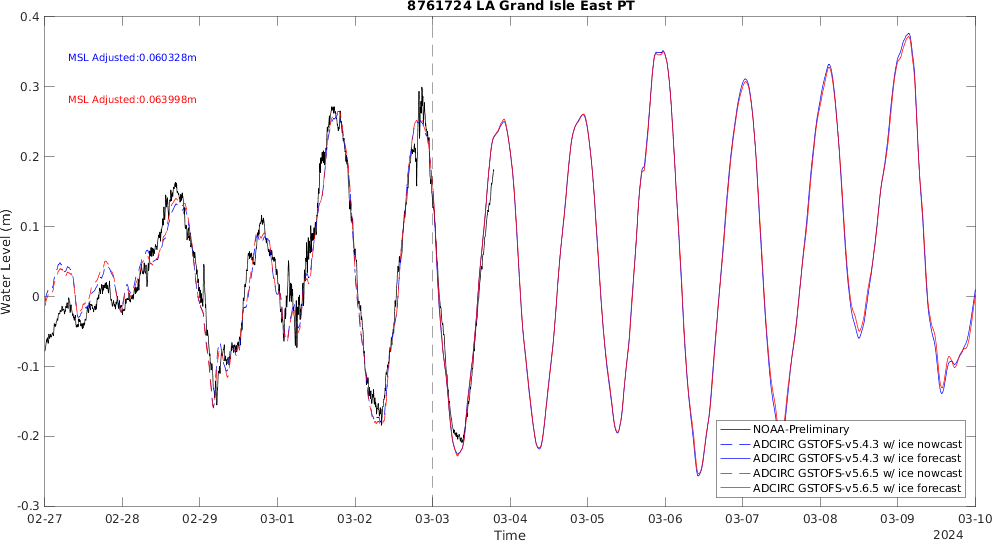 8761724 LA Grand Isle East PT
MSL Adjusted:0.060328m
MSL Adjusted:0.063998m
Water Level (m)
0.4
0.3
0.2
0.1
0
-0.1
-0.2
-0.3
NOAA-Preliminary
ADCIRC GSTOFS-v5.4.3 w/ ice nowcast
ADCIRC GSTOFS-v5.4.3 w/ ice forecast
ADCIRC GSTOFS-v5.6.5 w/ ice nowcast
ADCIRC GSTOFS-v5.6.5 w/ ice forecast
02-27 02-28 02-29 03-01 03-02 03-03 03-04 03-05 03-06 03-07 03-08 03-09 03-10
Time
2024